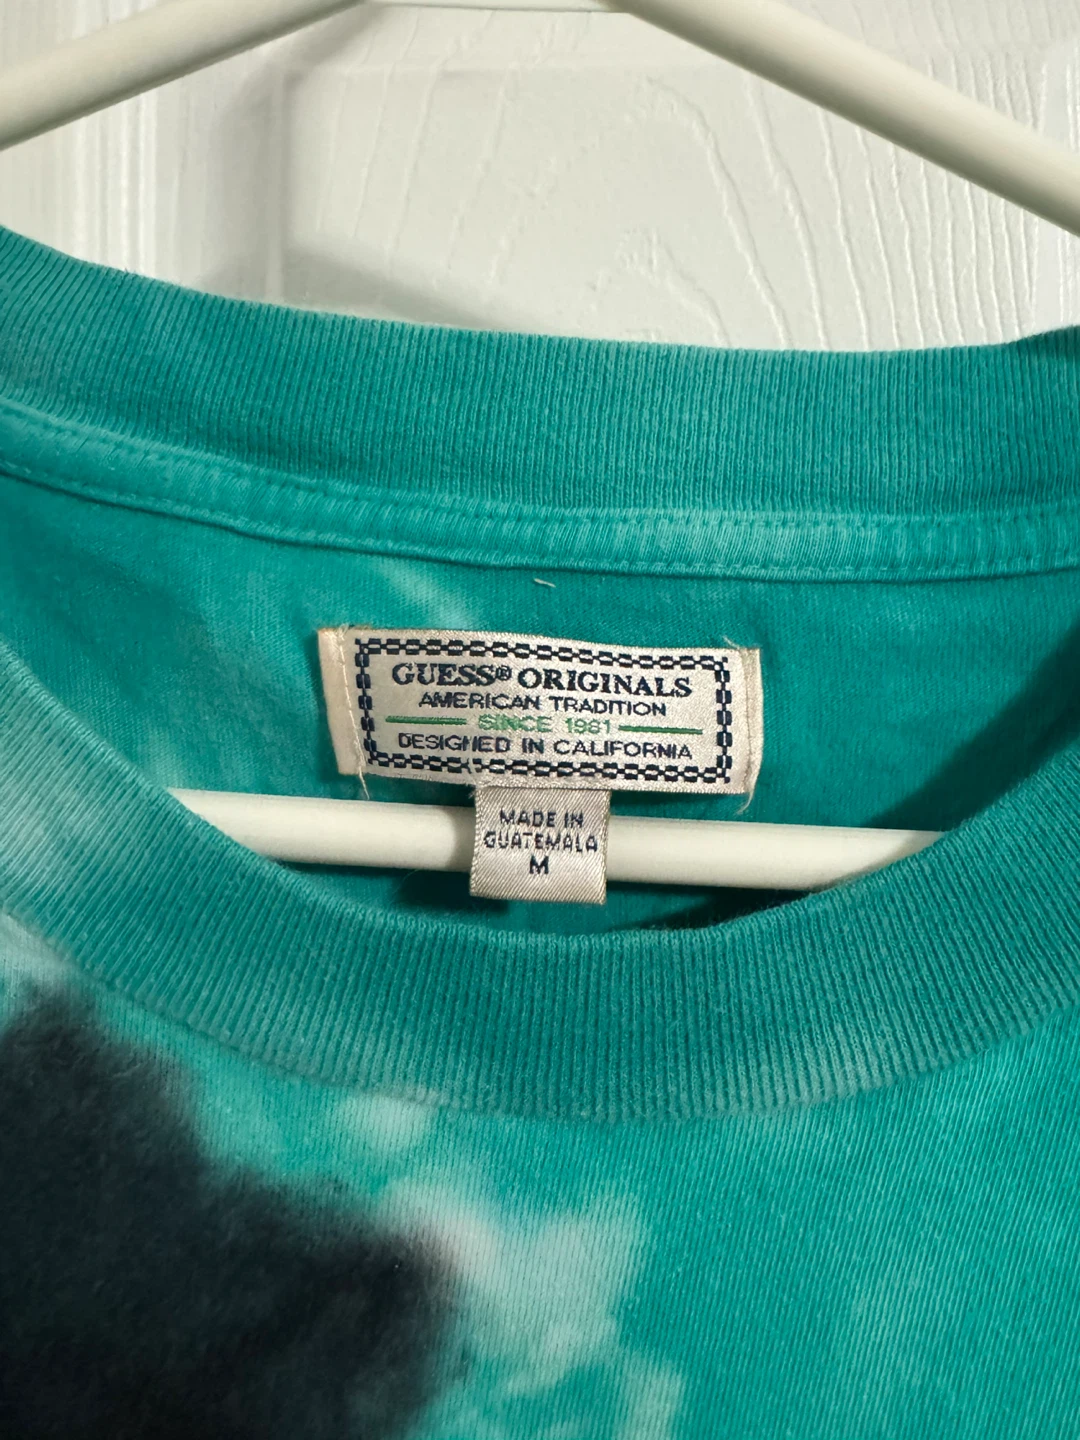 GUESS® ORIGINALS
AMERICAN TRADITION
SINCE 1981
DESIGNED IN CALIFORNIA
MADE IN
GUATEMALA
M